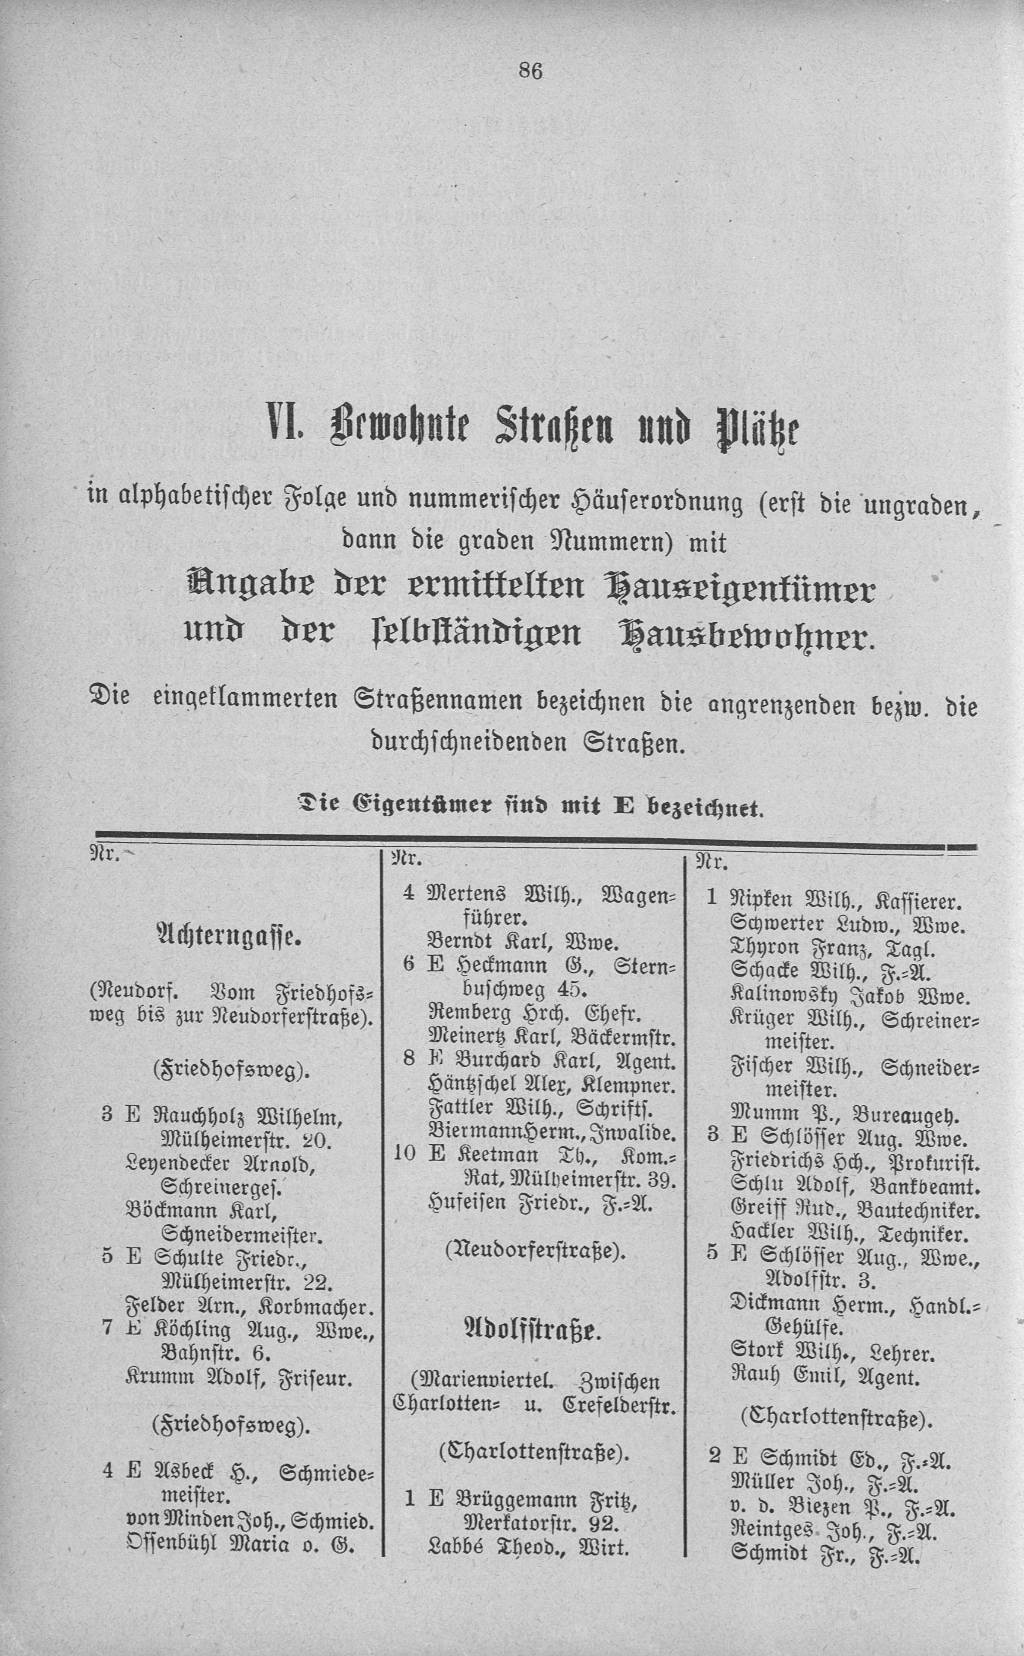 86
VI. Bewohnte Straßen und Plätze
in alphabetischer Folge und nummerischer Häuserordnung (erst die ungraden,
dann die graden Nummern) mit
Angabe der ermittelten Hauseigentümer
und der selbständigen Hausbewohner.
Die eingeklammerten Straßennamen bezeichnen die angrenzenden bezw. die
durchschneidenden Straßen.
Die Eigentümer sind mit E bezeichnet.
Nr.
Achterngasse.
(Neudorf. Vom Friedhofs=
weg bis zur Neudorferstraße).
(Friedhofsweg).
3 E Rauchholz Wilhelm,
Mülheimerstr. 20.
Leyendecker Arnold,
Schreinerges.
Böckmann Karl,
Schneidermeister.
5 E Schulte Friedr.,
Mülheimerstr. 22.
Felder Arn., Korbmacher.
7 E Köchling Aug., Wwe.,
Bahnstr. 6.
Krumm Adolf, Friseur.
(Friedhofsweg).
4 E Asbeck H., Schmiede=
meister.
von Minden Joh., Schmied.
Ossenbühl Maria o. G.
Nr.
4 Mertens Wilh., Wagen=
führer.
Berndt Karl, Wwe.
6 E Heckmann G., Stern=
buschweg 45.
Remberg Hrch. Ehefr.
Meinertz Karl, Bäckermstr.
8 E Burchard Karl, Agent.
Häntzschel Alex, Klempner.
Fattler Wilh., Schrifts.
Biermann Herm., Invalide.
10 E Keetman Th., Kom.=
Rat, Mülheimerstr. 39.
Hufeisen Friedr., F.=A.
(Neudorferstraße).
Adolfstraße.
(Marienviertel. Zwischen
Charlotten= u. Crefelderstr.
(Charlottenstraße).
1 E Brüggemann Fritz,
Merkatorstr. 92.
Labbé Theod., Wirt.
Nr.
1 Nipken Wilh., Kassierer.
Schwerter Ludw., Wwe.
Thyron Franz, Tagl.
Schacke Wilh., F.=A.
Kalinowsky Jakob Wwe.
Krüger Wilh., Schreiner=
meister.
Fischer Wilh., Schneider=
meister.
Mumm P., Bureaugeh.
3 E Schlösser Aug. Wwe.
Friedrichs Hch., Prokurist.
Schlu Adolf, Bankbeamt.
Greiff Rud., Bautechniker.
Hackler Wilh., Techniker.
5 E Schlösser Aug., Wwe.,
Adolfstr. 3.
Dickmann Herm., Handl.=
Gehülfe.
Stork Wilh., Lehrer.
Rauh Emil, Agent.
(Charlottenstraße).
2 E Schmidt Ed., F.=A.
Müller Joh., F.=A.
v. d. Biezen P., F.=A.
Reintges Joh., F.=A.
Schmidt Fr., F.=A.